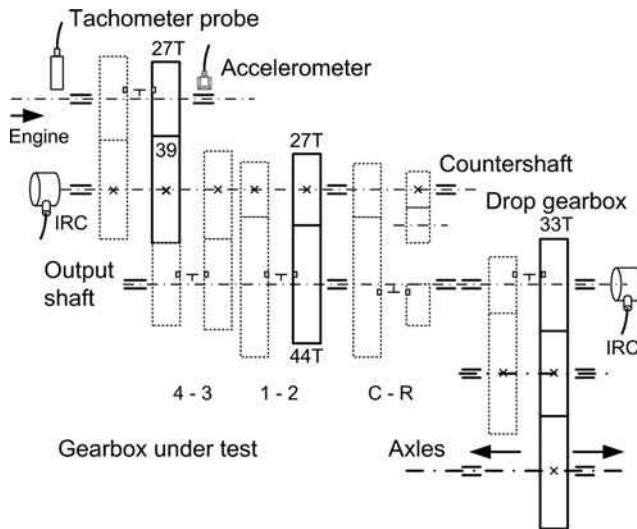 Tachometer probe
27T
Accelerometer
Engine
39
27T
Countershaft
IRC
Drop gearbox
33T
Output
shaft
IRC
44T
4 - 3
1 - 2
C - R
Gearbox under test
Axles